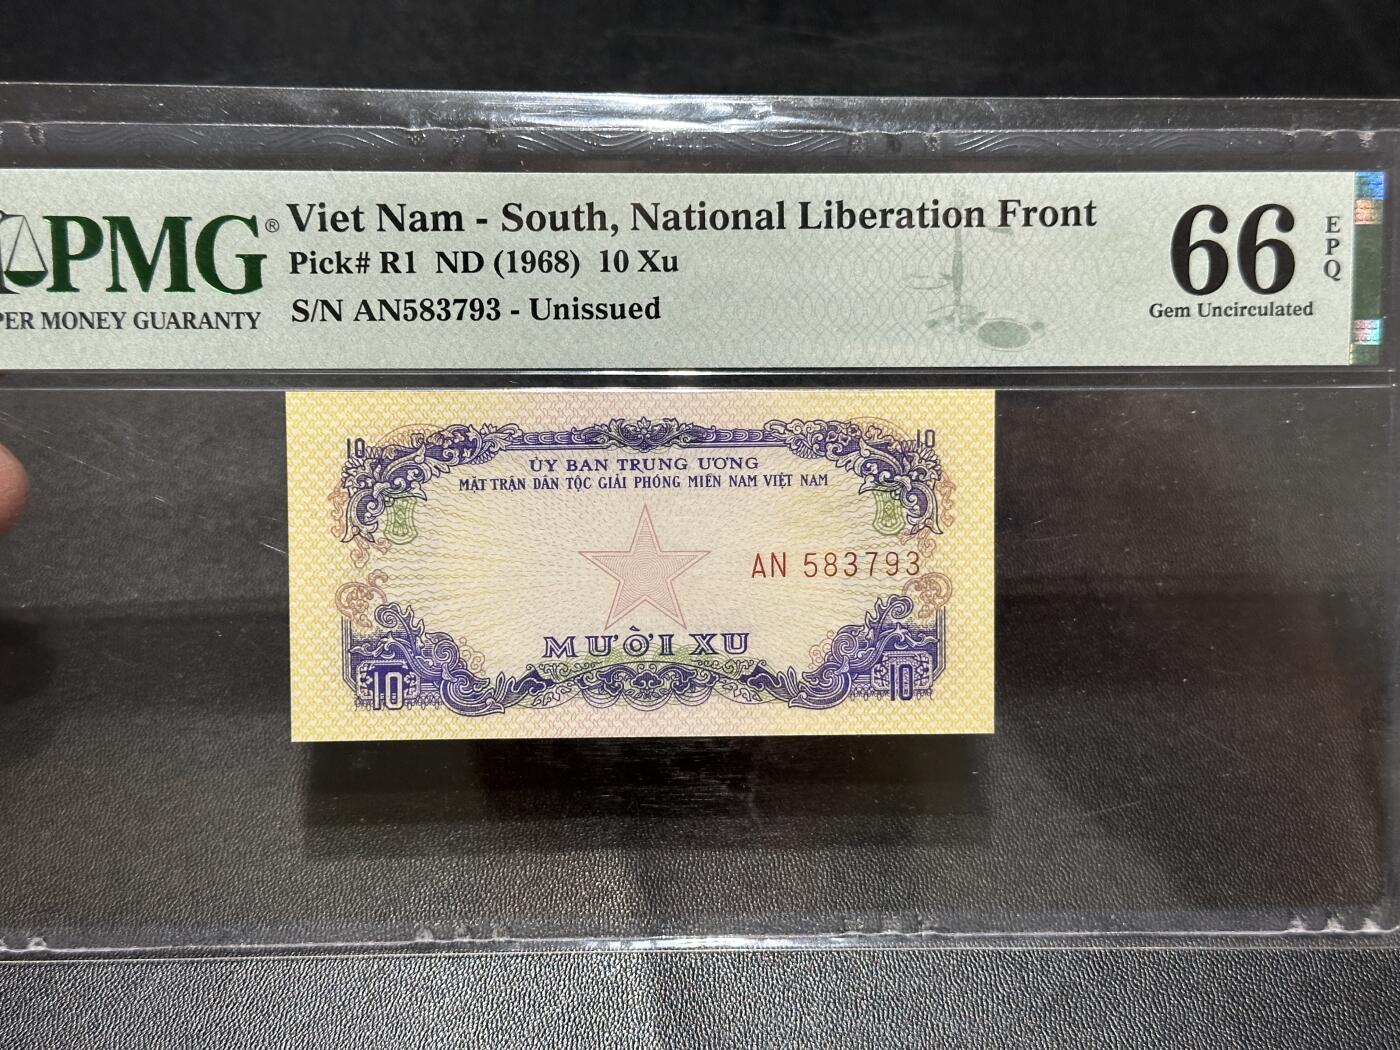 PMG®
PER MONEY GUARANTY
Viet Nam - South, National Liberation Front
Pick# R1 ND (1968) 10 Xu
S/N AN583793 - Unissued
66
EPQ
Gem Uncirculated
10 10
ỦY BAN TRUNG ƯƠNG
MẶT TRẬN DÂN TỘC GIẢI PHÓNG MIỀN NAM VIỆT NAM
AN 583793
MƯỜI XU
10 10